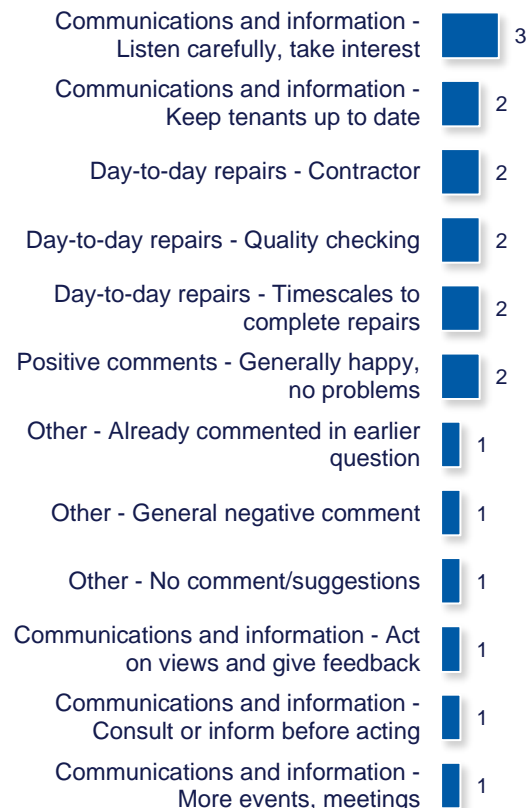 Communications and information -
Listen carefully, take interest
3
Communications and information -
Keep tenants up to date
2
Day-to-day repairs - Contractor
2
Day-to-day repairs - Quality checking
2
Day-to-day repairs - Timescales to
complete repairs
2
Positive comments - Generally happy,
no problems
2
Other - Already commented in earlier
question
1
Other - General negative comment
1
Other - No comment/suggestions
1
Communications and information - Act
on views and give feedback
1
Communications and information -
Consult or inform before acting
1
Communications and information -
More events, meetings
1